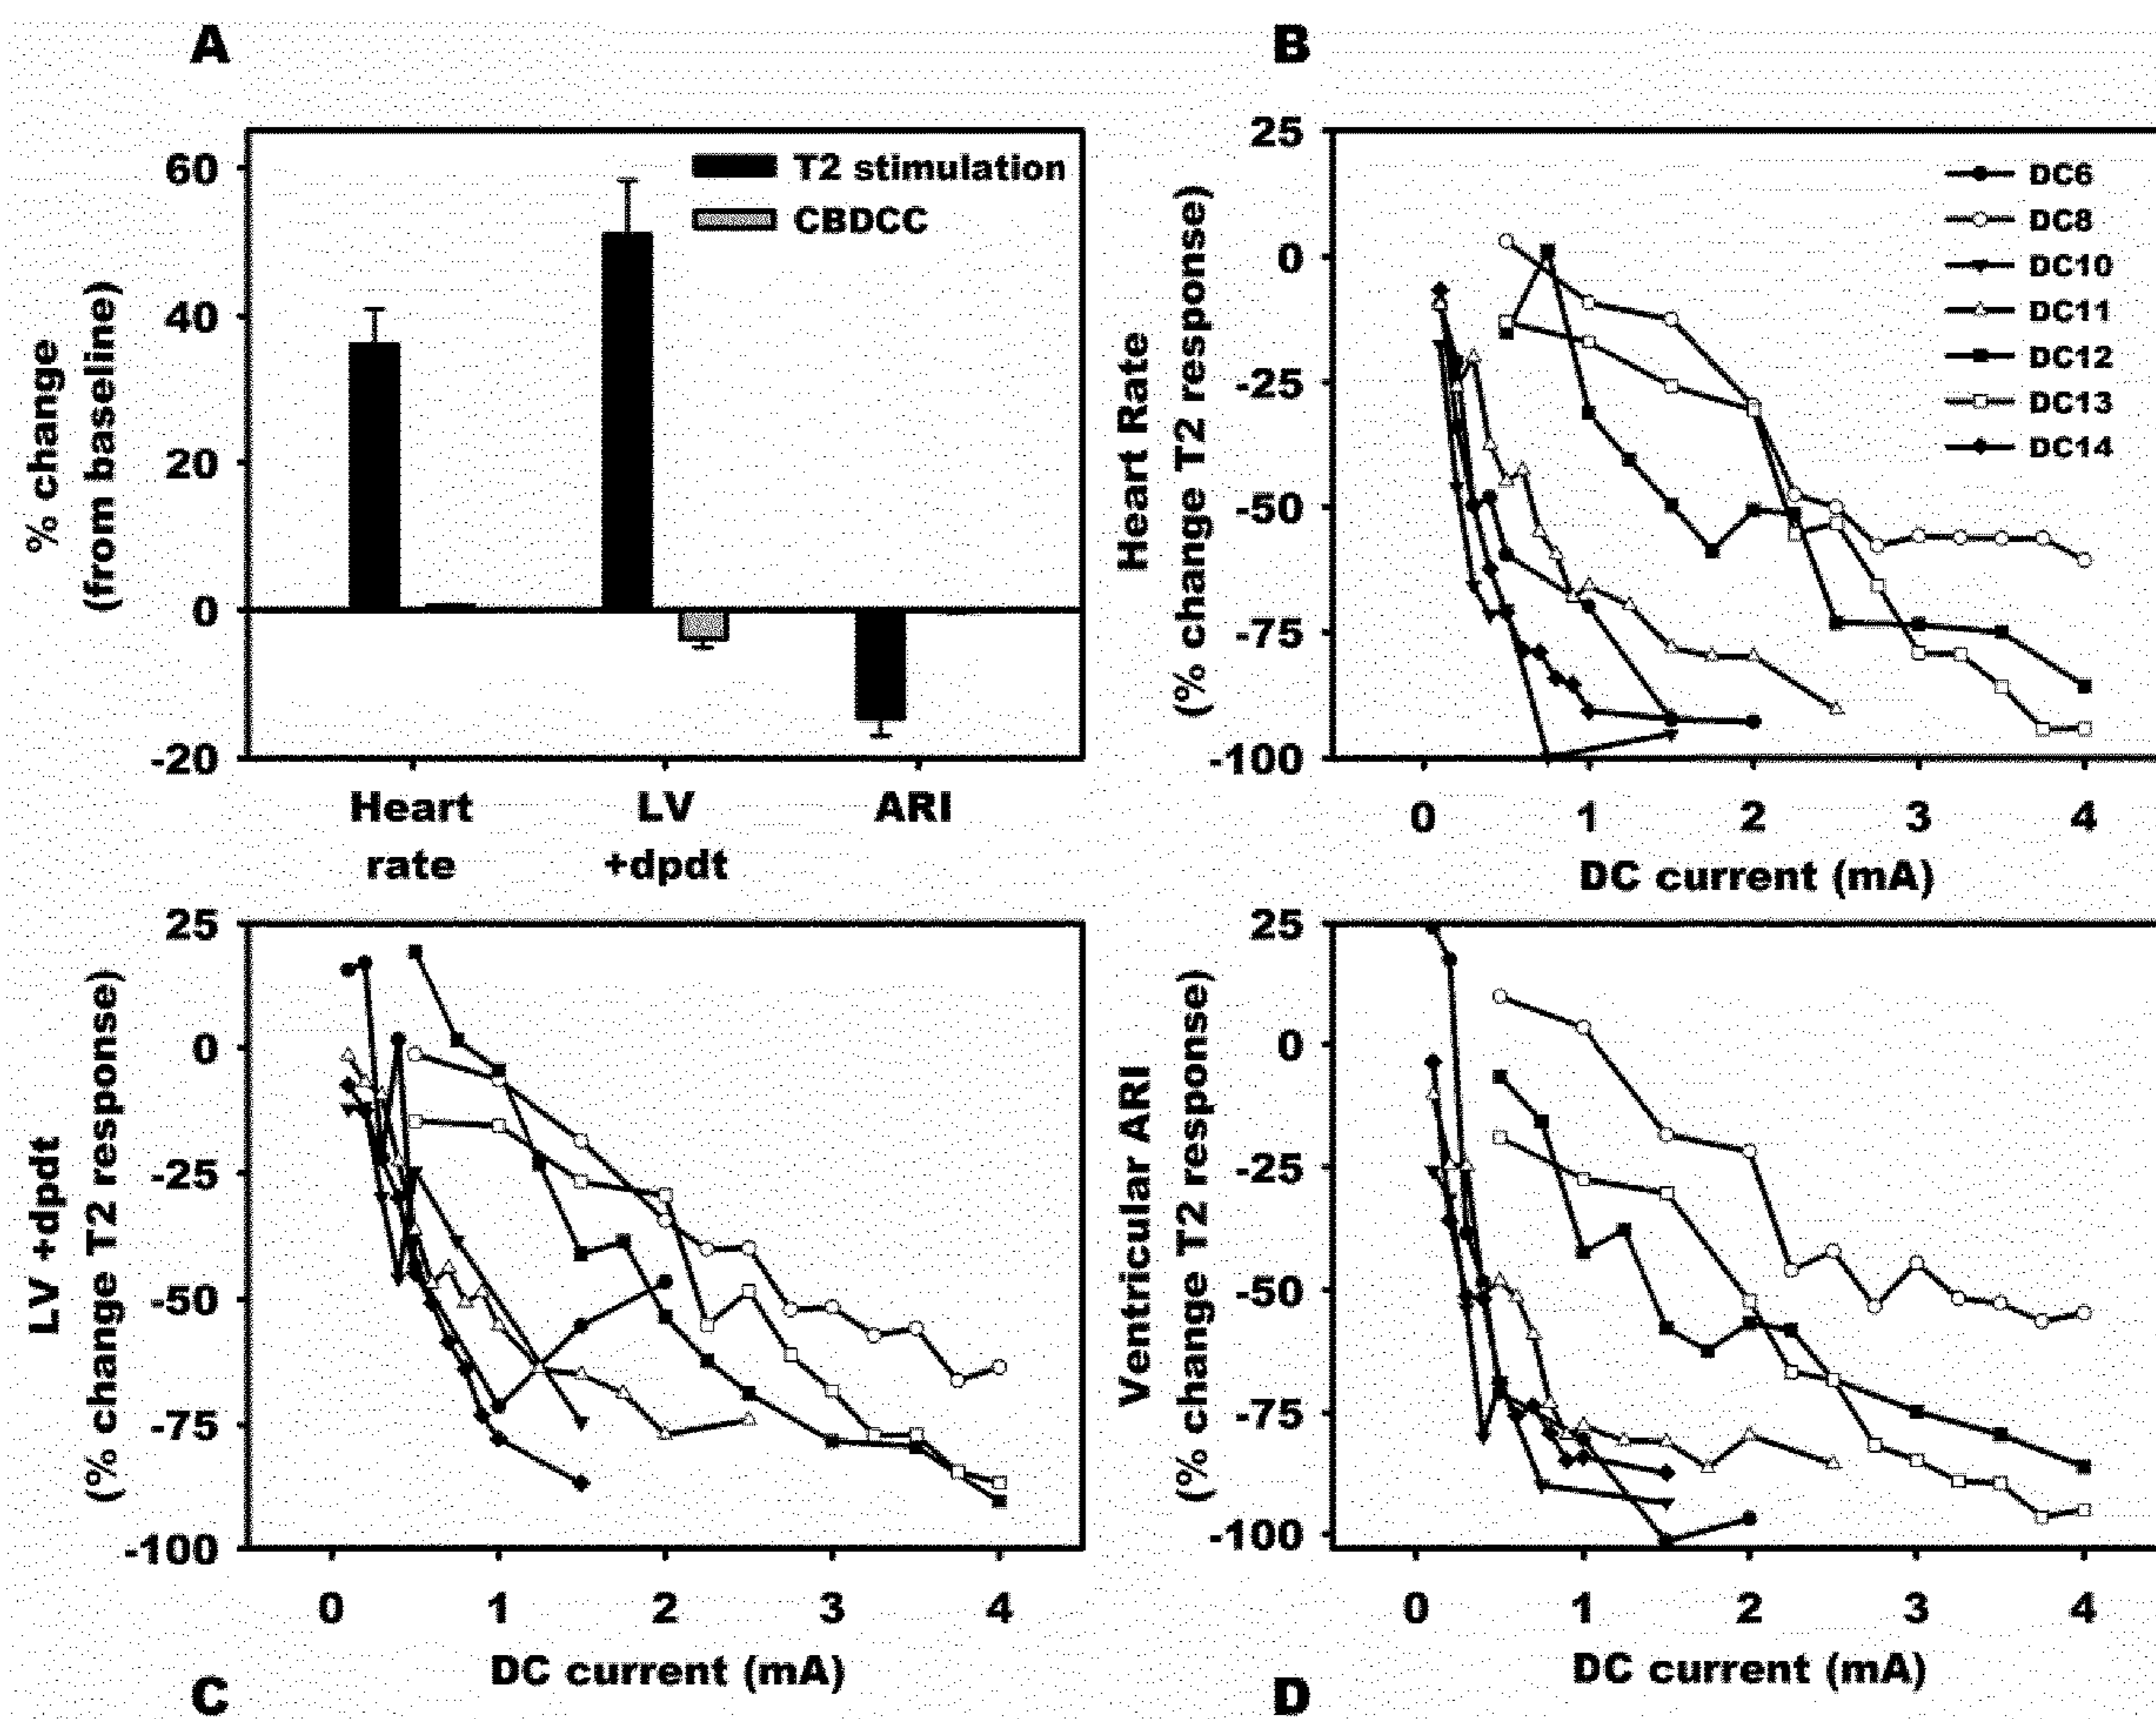 A
% change
(from baseline)
60
40
20
0
-20
T2 stimulation
CBDCC
Heart
rate
LV
+dpdt
ARI
B
Heart Rate
(% change T2 response)
25
0
-25
-50
-75
-100
DC6
DC8
DC10
DC11
DC12
DC13
DC14
0 1 2 3 4
DC current (mA)
LV +dpdt
(% change T2 response)
25
0
-25
-50
-75
-100
0 1 2 3 4
DC current (mA)
C
Ventricular ARI
(% change T2 response)
25
0
-25
-50
-75
-100
0 1 2 3 4
DC current (mA)
D